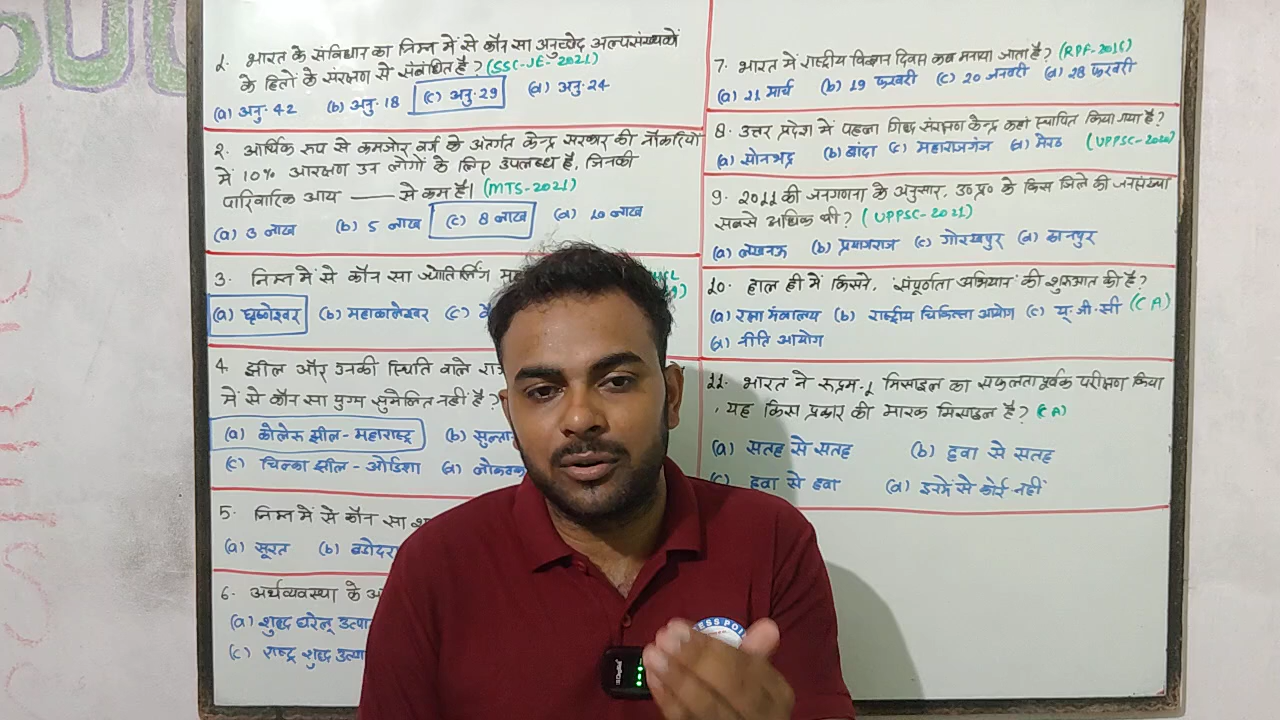 1. भारत के संविधान का निम्न में से कौन सा अनुच्छेद अल्पसंख्यकों
के हितों के संरक्षण से संबंधित है? (SSC-JE-2021)
(a) अनु. 42 (b) अनु. 18 (c) अनु. 29 (d) अनु. 24
2. आर्थिक रूप से कमजोर वर्ग के अंतर्गत केन्द्र सरकार की नौकरियों
में 10% आरक्षण उन लोगों के लिए उपलब्ध है, जिनकी
पारिवारिक आय —— से कम है। (MTS-2021)
(a) 3 लाख (b) 5 लाख (c) 8 लाख (d) 10 लाख
3. निम्न में से कौन सा ज्योतिर्लिंग
(a) घृष्णेश्वर (b) महाकालेश्वर (c)
4. झील और उनकी स्थिति वाले
में से कौन सा युग्म सुमेलित नहीं है?
(a) कोलेरु झील - महाराष्ट्र (b)
(c) चिल्का झील - ओडिशा (d)
5. निम्न में से कौन सा
(a) सूरत (b)
6. अर्थव्यवस्था के
(a) शुद्ध घरेलू
(c) राष्ट्र शुद्ध
7. भारत में राष्ट्रीय विज्ञान दिवस कब मनाया जाता है? (RPF-2016)
(a) 21 मार्च (b) 19 फरवरी (c) 20 जनवरी (d) 28 फरवरी
8. उत्तर प्रदेश में पहला गिद्ध संरक्षण केन्द्र कहां स्थापित किया गया है?
(a) सोनभद्र (b) बांदा (c) महाराजगंज (d) मेरठ (UPPSC-2020)
9. 2011 की जनगणना के अनुसार, उ०प्र० के किस जिले की जनसंख्या
सबसे अधिक थी? (UPPSC-2021)
(a) लखनऊ (b) प्रयागराज (c) गोरखपुर (d) कानपुर
10. हाल ही में किसने, 'संपूर्णता अभियान' की शुरुआत की है?
(a) रक्षा मंत्रालय (b) राष्ट्रीय चिकित्सा आयोग (c) यू.जी.सी (CA)
(d) नीति आयोग
11. भारत ने रुद्रम-1 मिसाइल का सफलतापूर्वक परीक्षण किया
, यह किस प्रकार की मारक मिसाइल है? (CA)
(a) सतह से सतह (b) हवा से सतह
(c) हवा से हवा (d) इनमें से कोई नहीं